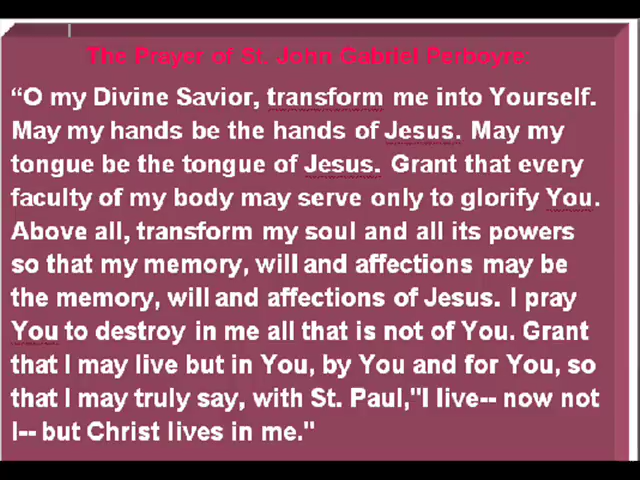 The Prayer of St. John Gabriel Perboyre:
“O my Divine Savior, transform me into Yourself.
May my hands be the hands of Jesus. May my
tongue be the tongue of Jesus. Grant that every
faculty of my body may serve only to glorify You.
Above all, transform my soul and all its powers
so that my memory, will and affections may be
the memory, will and affections of Jesus. I pray
You to destroy in me all that is not of You. Grant
that I may live but in You, by You and for You, so
that I may truly say, with St. Paul,"I live-- now not
I-- but Christ lives in me."